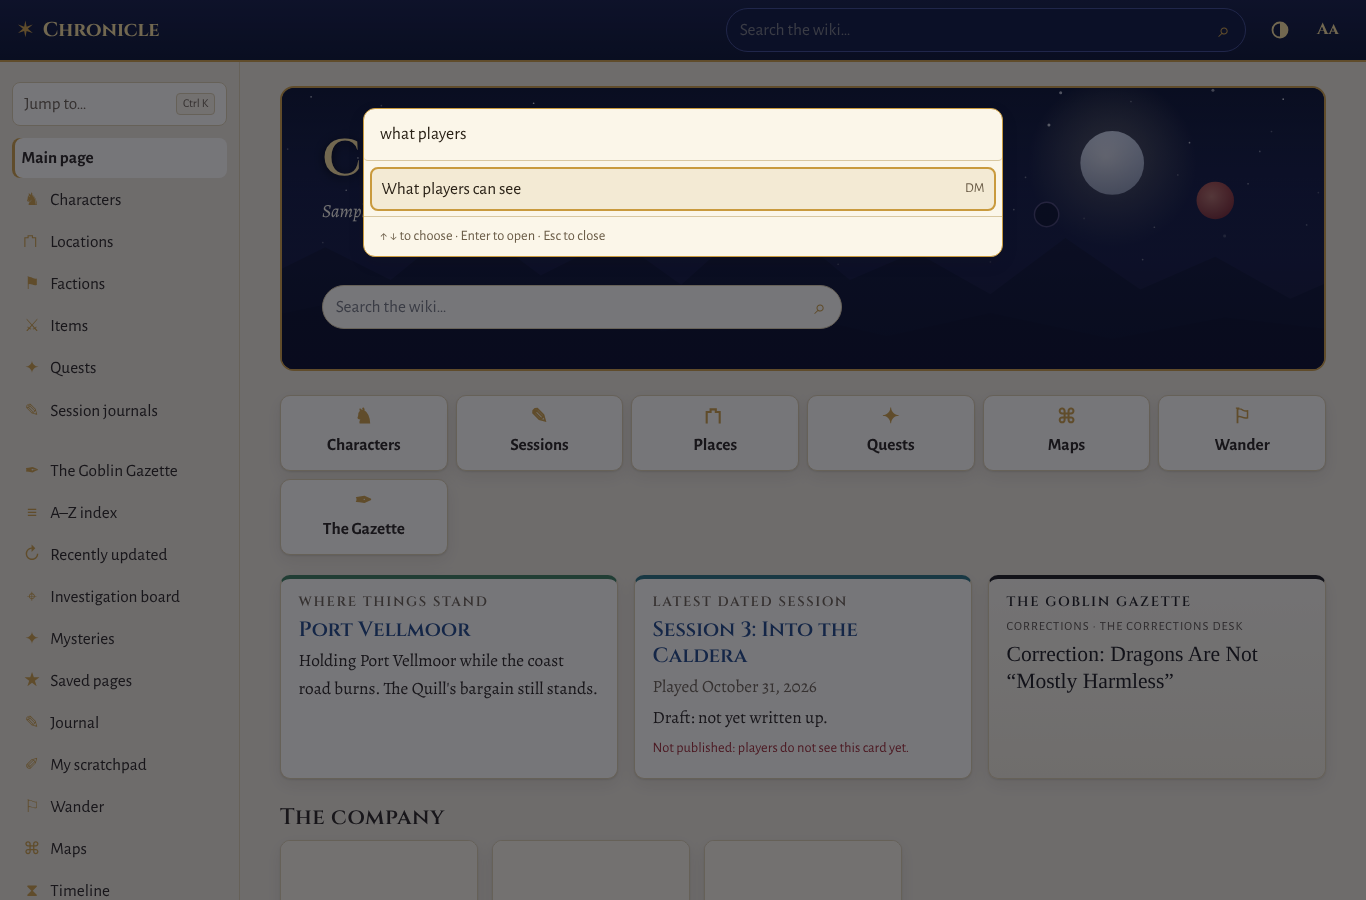 Chronicle
Search the wiki...
Aa
Jump to...
Ctrl K
Main page
Characters
Locations
Factions
Items
Quests
Session journals
The Goblin Gazette
A–Z index
Recently updated
Investigation board
Mysteries
Saved pages
Journal
My scratchpad
Wander
Maps
Timeline
what players
What players can see
DM
↑ ↓ to choose · Enter to open · Esc to close
C
Samp
Search the wiki...
Characters
Sessions
Places
Quests
Maps
Wander
The Gazette
Where things stand
Port Vellmoor
Holding Port Vellmoor while the coast
road burns. The Quill's bargain still stands.
Latest dated session
Session 3: Into the
Caldera
Played October 31, 2026
Draft: not yet written up.
Not published: players do not see this card yet.
The Goblin Gazette
CORRECTIONS · THE CORRECTIONS DESK
Correction: Dragons Are Not
“Mostly Harmless”
The company